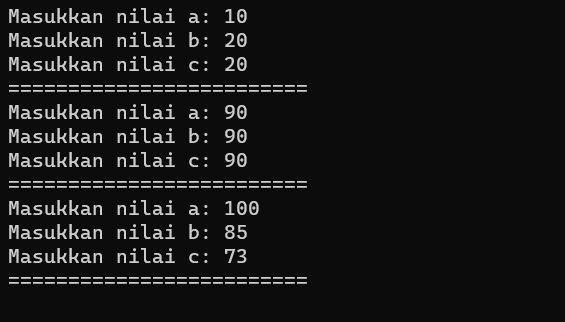 Masukkan nilai a: 10
Masukkan nilai b: 20
Masukkan nilai c: 20
=========================
Masukkan nilai a: 90
Masukkan nilai b: 90
Masukkan nilai c: 90
=========================
Masukkan nilai a: 100
Masukkan nilai b: 85
Masukkan nilai c: 73
=========================